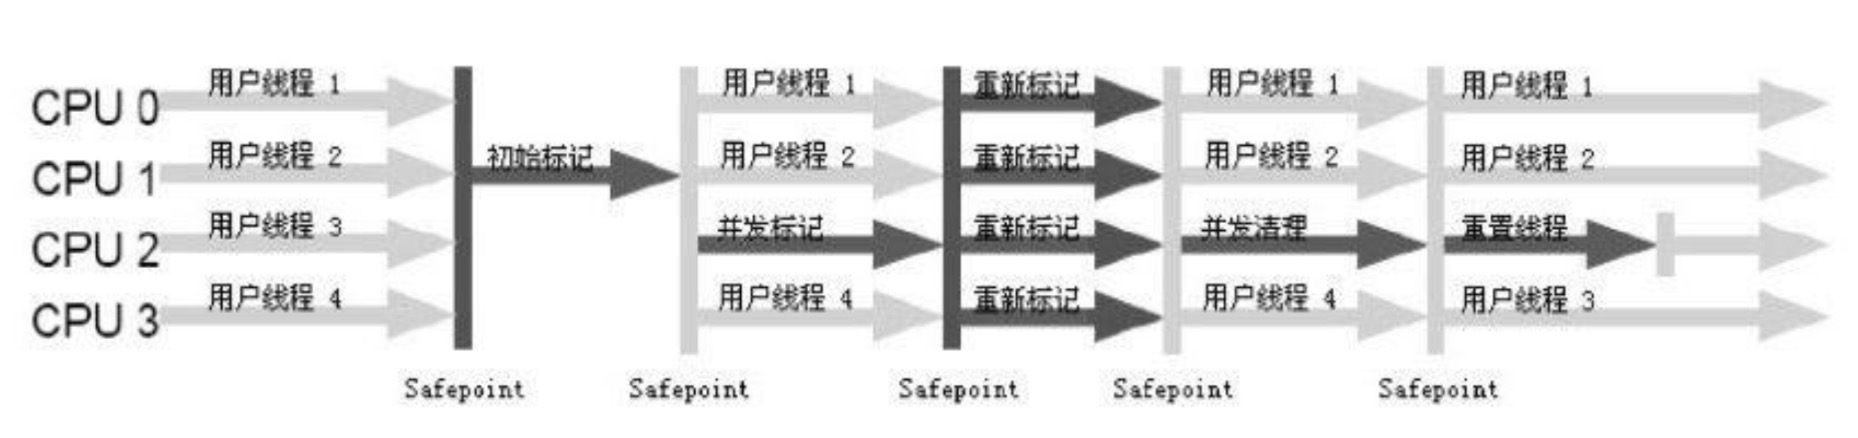 CPU 0 用户线程 1 重新标记 用户线程 1 用户线程 1
用户线程 1
CPU 1 用户线程 2 初始标记 用户线程 2 重新标记 用户线程 2 用户线程 2
CPU 2 用户线程 3 并发标记 重新标记 并发清理 重置线程
CPU 3 用户线程 4 用户线程 4 重新标记 用户线程 4 用户线程 3
Safepoint Safepoint Safepoint Safepoint Safepoint